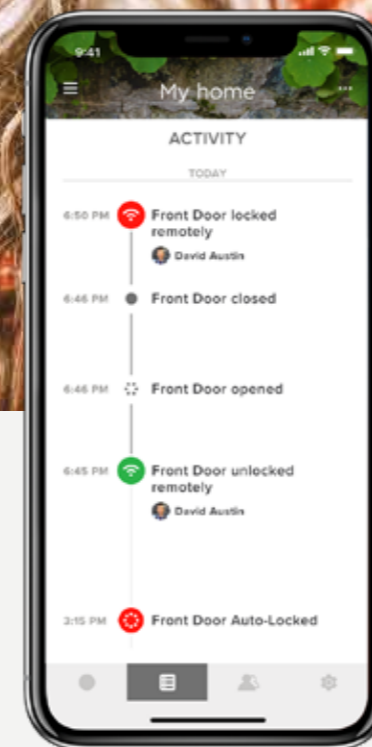 9:41
My home
ACTIVITY
TODAY
6:50 PM Front Door locked
remotely
David Austin
6:46 PM Front Door closed
6:46 PM Front Door opened
6:45 PM Front Door unlocked
remotely
David Austin
3:15 PM Front Door Auto-Locked